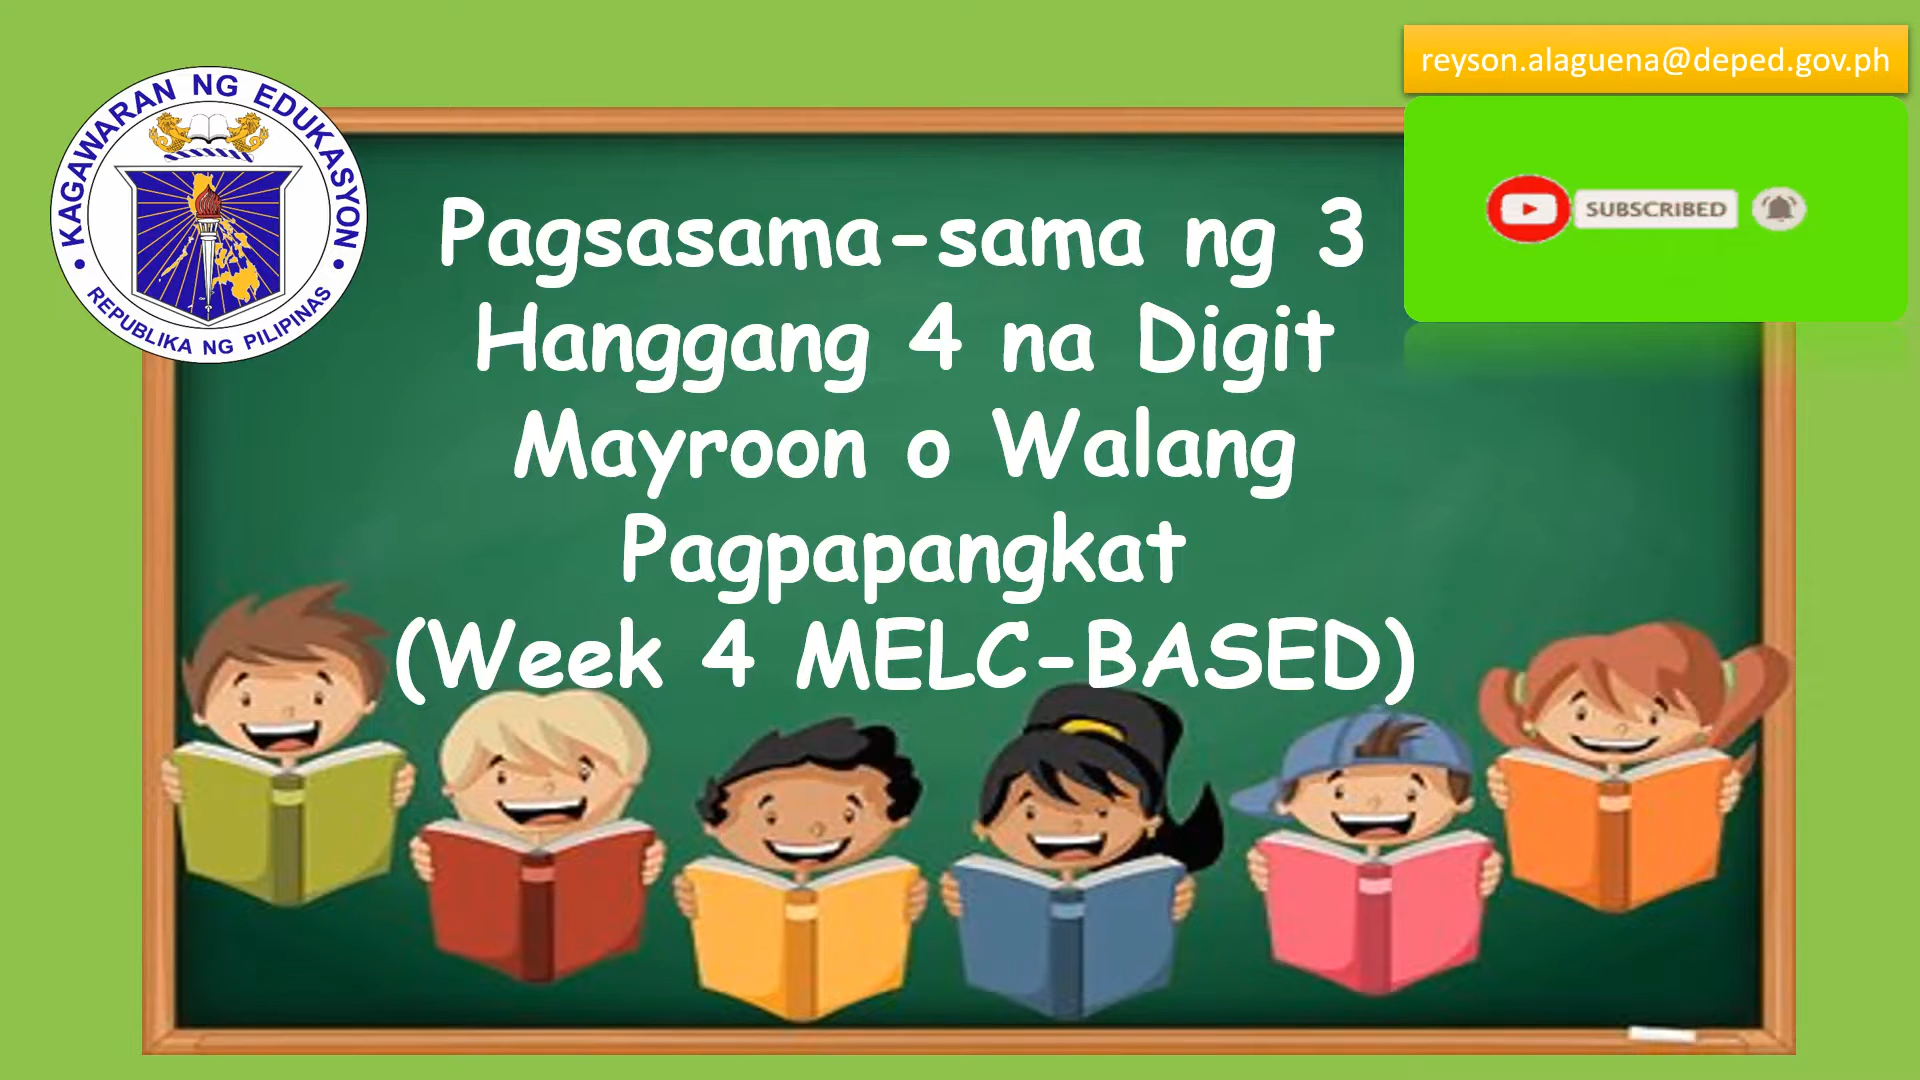 reyson.alaguena@deped.gov.ph
KAGAWARAN NG EDUKASYON
REPUBLIKA NG PILIPINAS
SUBSCRIBED
Pagsasama-sama ng 3
Hanggang 4 na Digit
Mayroon o Walang
Pagpapangkat
(Week 4 MELC-BASED)